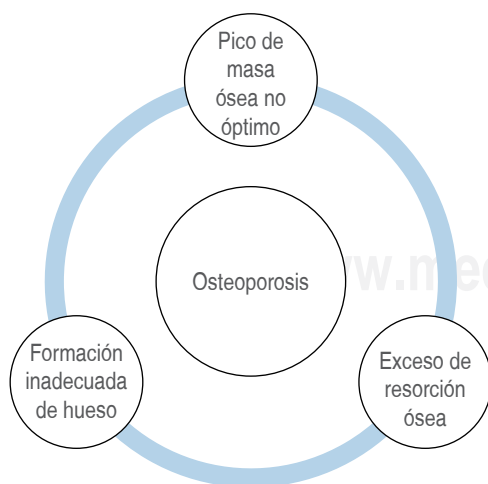 Pico de
masa
ósea no
óptimo
Osteoporosis
Formación
inadecuada
de hueso
Exceso de
resorción
ósea